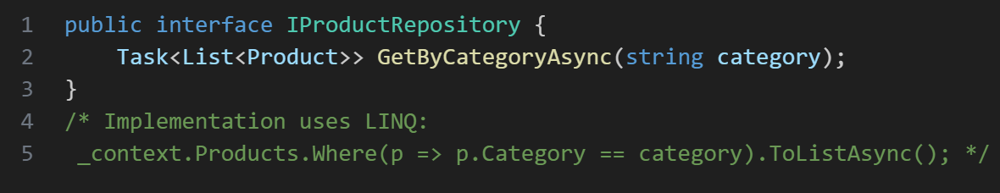 1 public interface IProductRepository {
2     Task<List<Product>> GetByCategoryAsync(string category);
3 }
4 /* Implementation uses LINQ:
5  _context.Products.Where(p => p.Category == category).ToListAsync(); */